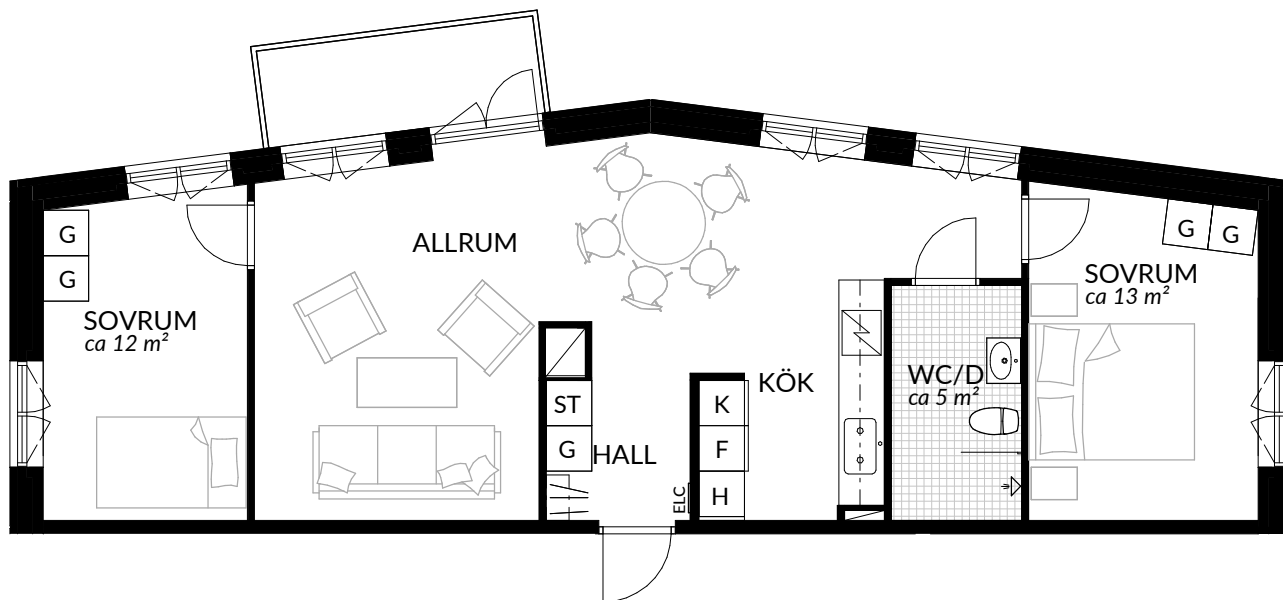 G
G
SOVRUM
ca 12 m²
ALLRUM
ST
G
HALL
ELC
K
F
H
KÖK
WC/D
ca 5 m²
G
G
SOVRUM
ca 13 m²